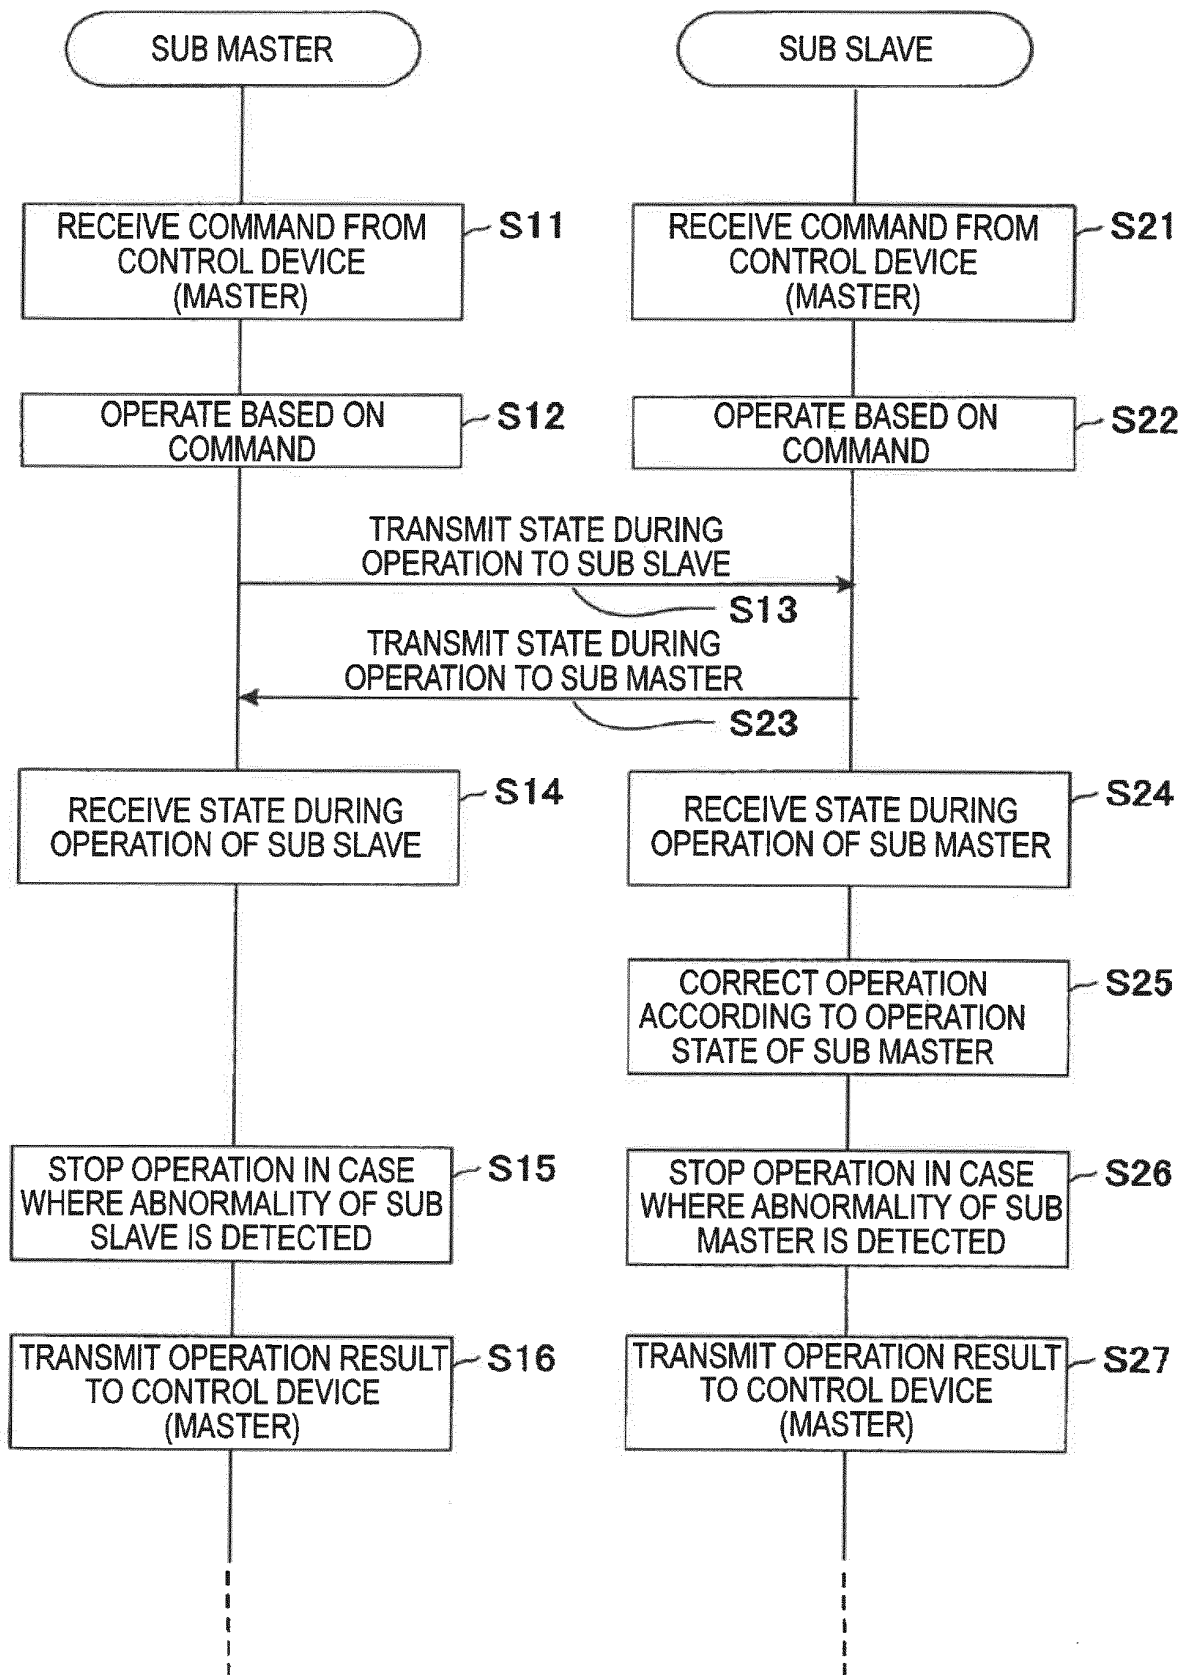 SUB MASTER
SUB SLAVE
RECEIVE COMMAND FROM
CONTROL DEVICE
(MASTER)
S11
RECEIVE COMMAND FROM
CONTROL DEVICE
(MASTER)
S21
OPERATE BASED ON
COMMAND
S12
OPERATE BASED ON
COMMAND
S22
TRANSMIT STATE DURING
OPERATION TO SUB SLAVE
S13
TRANSMIT STATE DURING
OPERATION TO SUB MASTER
S23
RECEIVE STATE DURING
OPERATION OF SUB SLAVE
S14
RECEIVE STATE DURING
OPERATION OF SUB MASTER
S24
CORRECT OPERATION
ACCORDING TO OPERATION
STATE OF SUB MASTER
S25
STOP OPERATION IN CASE
WHERE ABNORMALITY OF SUB
SLAVE IS DETECTED
S15
STOP OPERATION IN CASE
WHERE ABNORMALITY OF SUB
MASTER IS DETECTED
S26
TRANSMIT OPERATION RESULT
TO CONTROL DEVICE
(MASTER)
S16
TRANSMIT OPERATION RESULT
TO CONTROL DEVICE
(MASTER)
S27